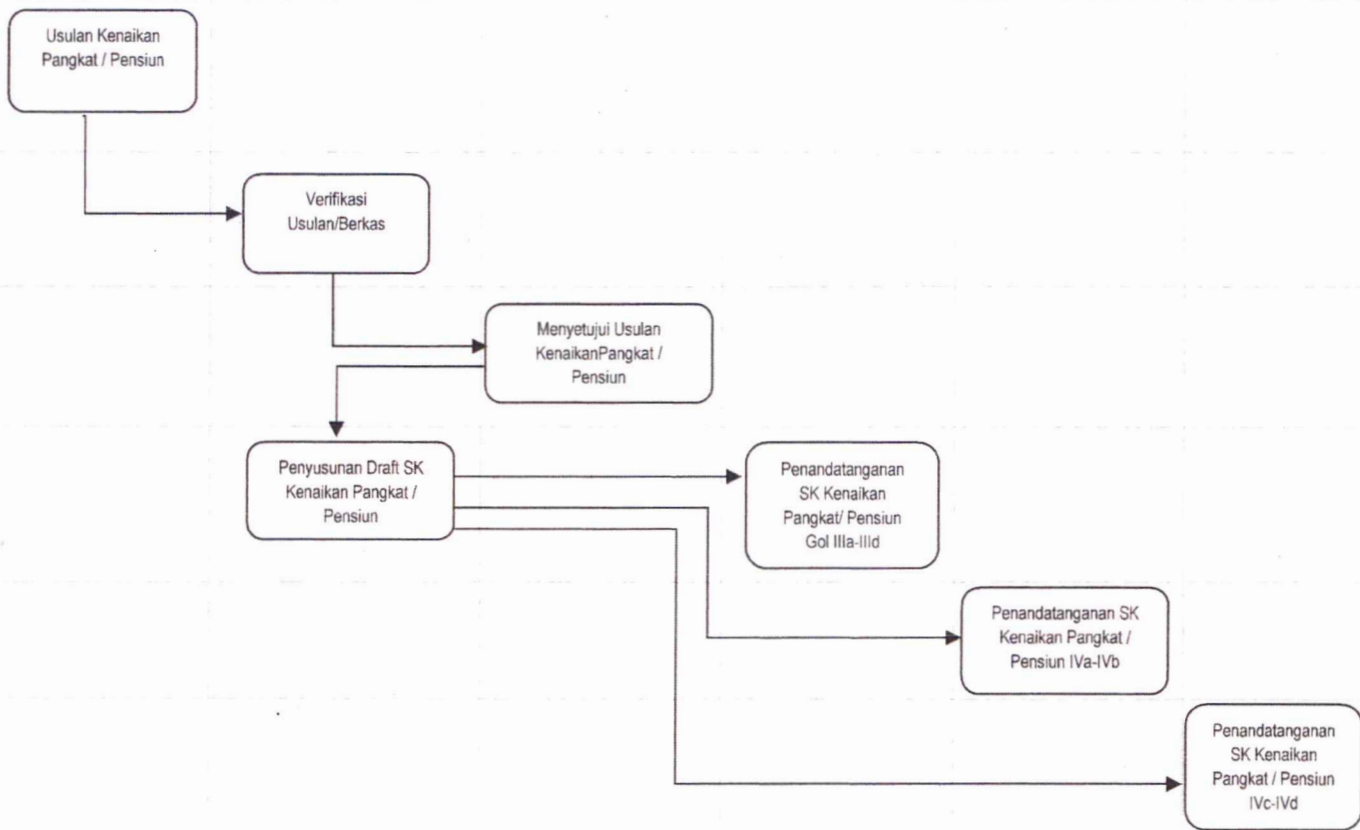 Usulan Kenaikan
Pangkat / Pensiun
Verifikasi
Usulan/Berkas
Menyetujui Usulan
KenaikanPangkat /
Pensiun
Penyusunan Draft SK
Kenaikan Pangkat /
Pensiun
Penandatanganan
SK Kenaikan
Pangkat/ Pensiun
Gol IIIa-IIId
Penandatanganan SK
Kenaikan Pangkat /
Pensiun IVa-IVb
Penandatanganan
SK Kenaikan
Pangkat / Pensiun
IVc-IVd